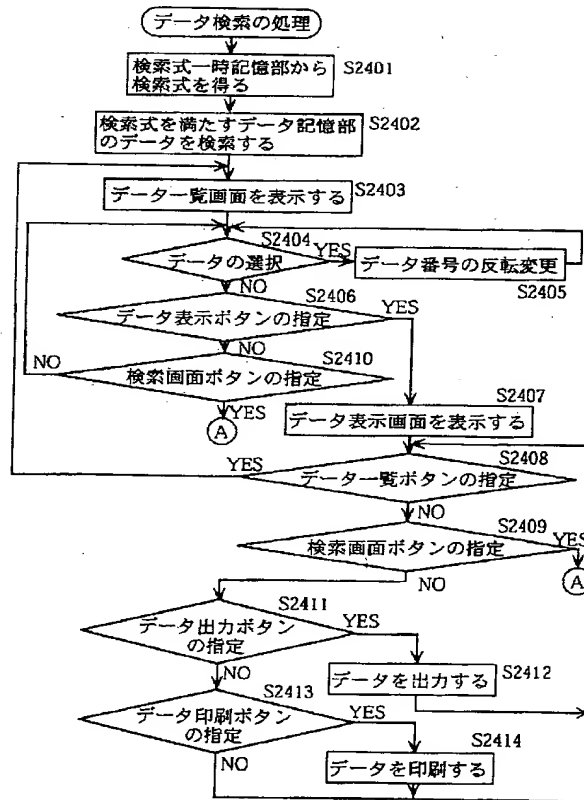 データ検索の処理
検索式一時記憶部から
検索式を得る
S2401
検索式を満たすデータ記憶部
のデータを検索する
S2402
データ一覧画面を表示する
S2403
S2404
データの選択
YES
データ番号の反転変更
S2405
NO
S2406
データ表示ボタンの指定
YES
NO
S2410
NO
検索画面ボタンの指定
YES
A
S2407
データ表示画面を表示する
S2408
YES
データ一覧ボタンの指定
NO
S2409
検索画面ボタンの指定
YES
A
NO
S2411
データ出力ボタン
の指定
YES
S2412
データを出力する
NO
S2413
データ印刷ボタン
の指定
YES
S2414
データを印刷する
NO